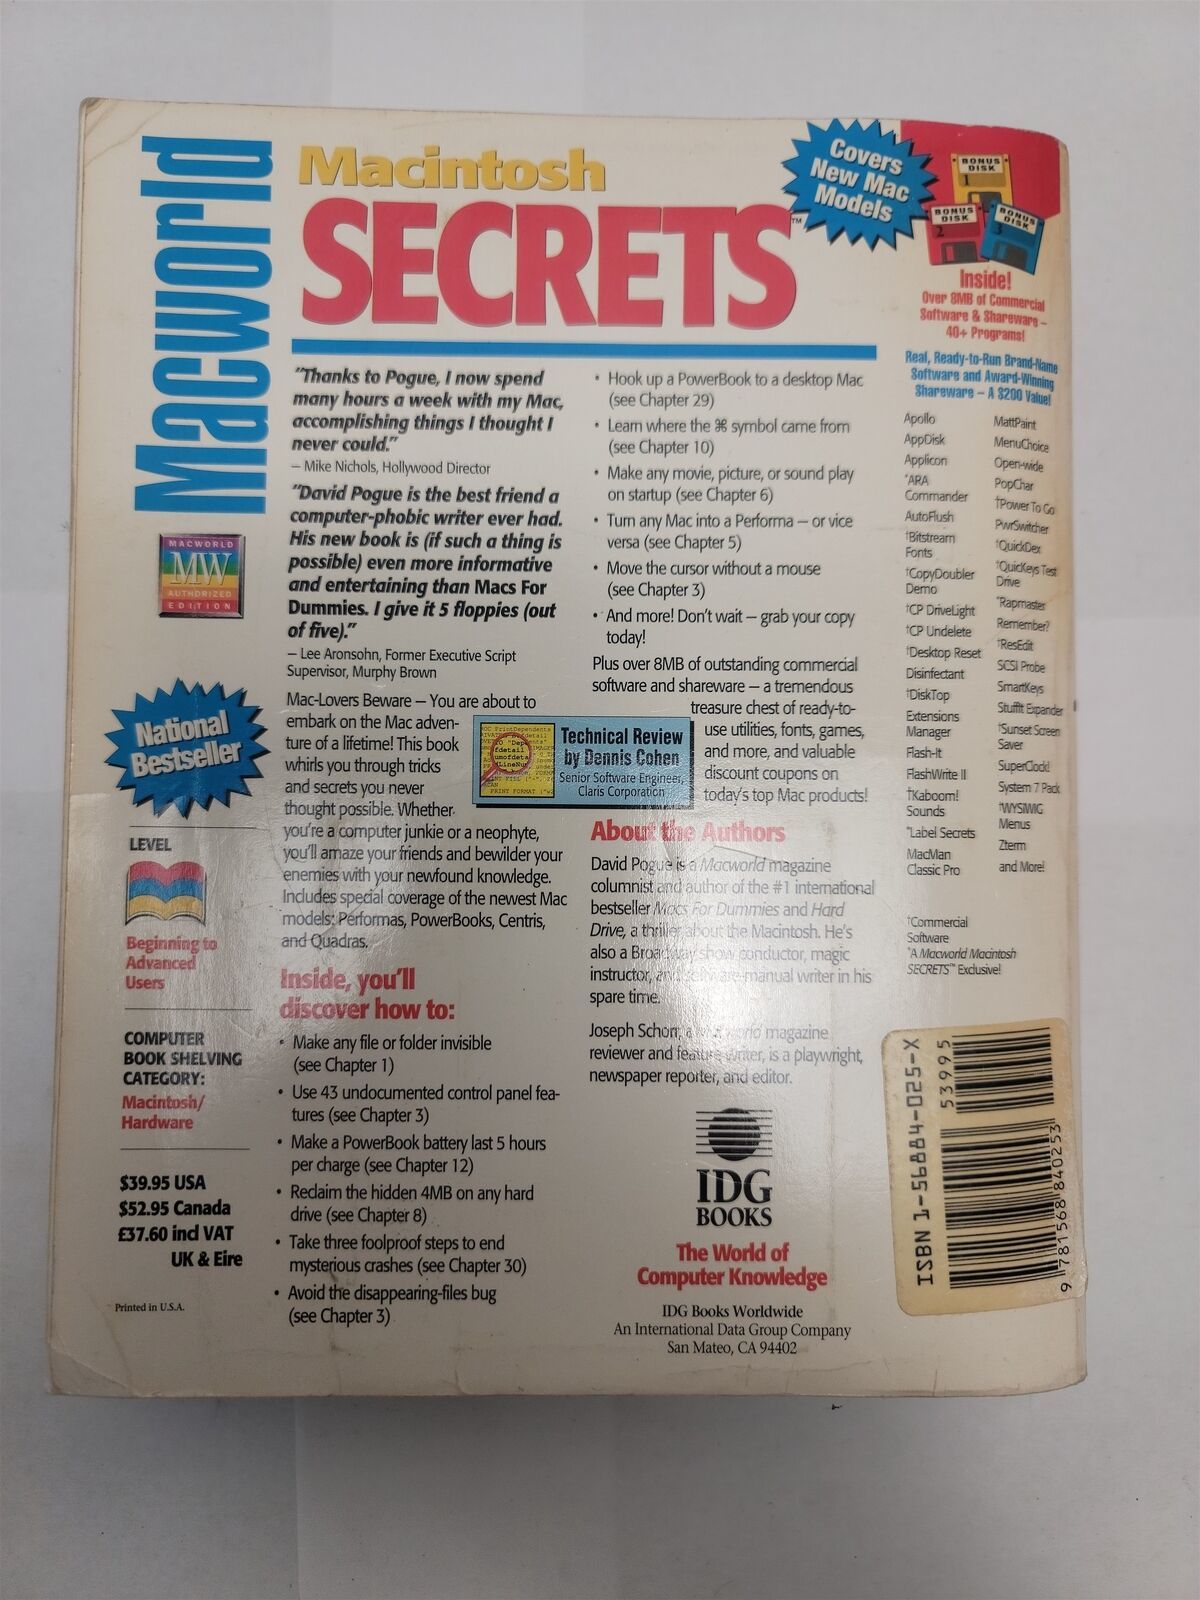 Macworld
Macintosh
SECRETS™
Covers
New Mac
Models
BONUS
DISK
1
BONUS
DISK
2
BONUS
DISK
3
Inside!
Over 8MB of Commercial
Software & Shareware –
40+ Programs!
Real, Ready-to-Run Brand-Name
Software and Award-Winning
Shareware – A $200 Value!
"Thanks to Pogue, I now spend
many hours a week with my Mac,
accomplishing things I thought I
never could."
– Mike Nichols, Hollywood Director
"David Pogue is the best friend a
computer-phobic writer ever had.
His new book is (if such a thing is
possible) even more informative
and entertaining than Macs For
Dummies. I give it 5 floppies (out
of five)."
– Lee Aronsohn, Former Executive Script
Supervisor, Murphy Brown
Mac-Lovers Beware – You are about to
embark on the Mac adven-
ture of a lifetime! This book
whirls you through tricks
and secrets you never
thought possible. Whether
you're a computer junkie or a neophyte,
you'll amaze your friends and bewilder your
enemies with your newfound knowledge.
Includes special coverage of the newest Mac
models: Performas, PowerBooks, Centris,
and Quadras.
Inside, you'll
discover how to:
• Make any file or folder invisible
(see Chapter 1)
• Use 43 undocumented control panel fea-
tures (see Chapter 3)
• Make a PowerBook battery last 5 hours
per charge (see Chapter 12)
• Reclaim the hidden 4MB on any hard
drive (see Chapter 8)
• Take three foolproof steps to end
mysterious crashes (see Chapter 30)
• Avoid the disappearing-files bug
(see Chapter 3)
• Hook up a PowerBook to a desktop Mac
(see Chapter 29)
• Learn where the ⌘ symbol came from
(see Chapter 10)
• Make any movie, picture, or sound play
on startup (see Chapter 6)
• Turn any Mac into a Performa – or vice
versa (see Chapter 5)
• Move the cursor without a mouse
(see Chapter 3)
• And more! Don't wait – grab your copy
today!
Plus over 8MB of outstanding commercial
software and shareware – a tremendous
treasure chest of ready-to-
use utilities, fonts, games,
and more, and valuable
discount coupons on
today's top Mac products!
Technical Review
by Dennis Cohen
Senior Software Engineer,
Claris Corporation
About the Authors
David Pogue is a Macworld magazine
columnist and author of the #1 international
bestseller Macs For Dummies and Hard
Drive, a thriller about the Macintosh. He's
also a Broadway show conductor, magic
instructor, and software-manual writer in his
spare time.
Joseph Schorr, a Macworld magazine
reviewer and feature writer, is a playwright,
newspaper reporter, and editor.
IDG
BOOKS
The World of
Computer Knowledge
IDG Books Worldwide
An International Data Group Company
San Mateo, CA 94402
Apollo
AppDisk
Applicon
*ARA
Commander
AutoFlush
†Bitstream
Fonts
†CopyDoubler
Demo
†CP DriveLight
†CP Undelete
†Desktop Reset
Disinfectant
†DiskTop
Extensions
Manager
Flash-It
FlashWrite II
†Kaboom!
Sounds
*Label Secrets
MacMan
Classic Pro
MattPaint
MenuChoice
Open-wide
PopChar
†Power To Go
PwrSwitcher
†QuickDex
†QuicKeys Test
Drive
*Rapmaster
Remember?
†ResEdit
SCSI Probe
SmartKeys
StuffIt Expander
†Sunset Screen
Saver
SuperClock!
System 7 Pack
†WYSIWIG
Menus
Zterm
and More!
†Commercial
Software
*A Macworld Macintosh
SECRETS™ Exclusive!
MACWORLD
MW
AUTHORIZED
EDITION
National
Bestseller
LEVEL
Beginning to
Advanced
Users
COMPUTER
BOOK SHELVING
CATEGORY:
Macintosh/
Hardware
$39.95 USA
$52.95 Canada
£37.60 incl VAT
UK & Eire
Printed in U.S.A.
ISBN 1-56884-025-X
53995
9 781568 840253